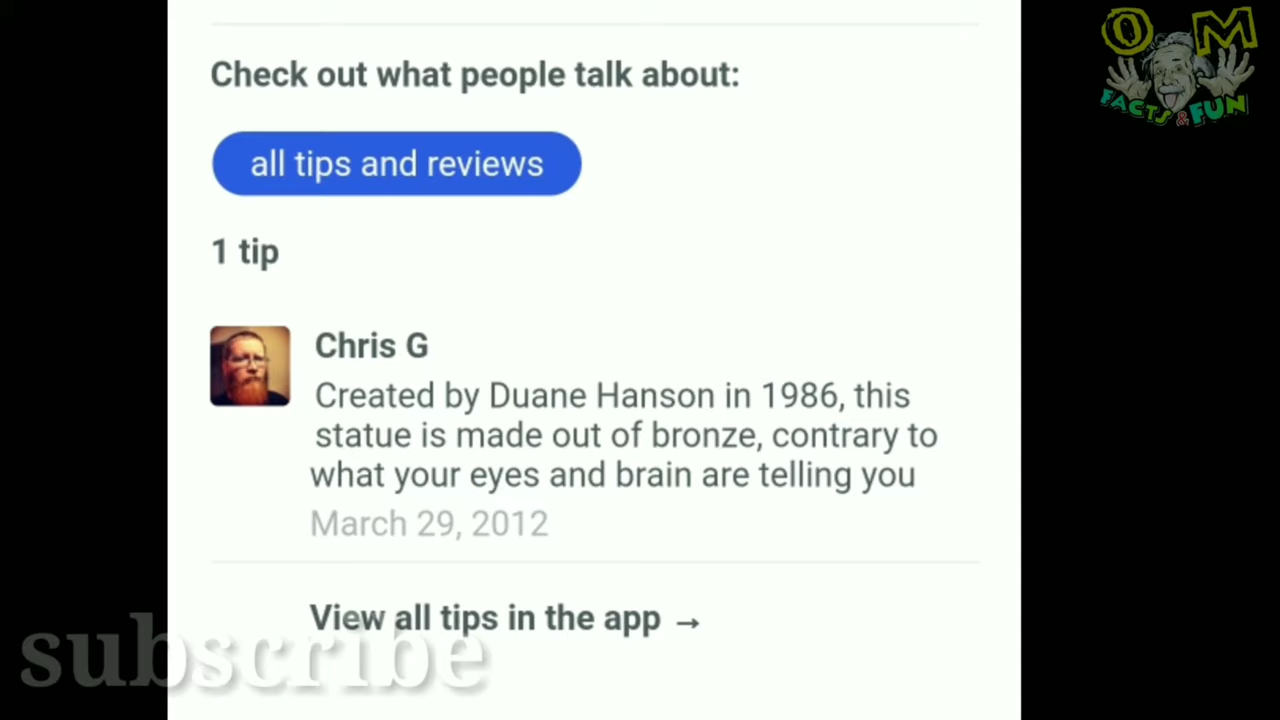 O M
FACTS & FUN
Check out what people talk about:
all tips and reviews
1 tip
Chris G
Created by Duane Hanson in 1986, this
statue is made out of bronze, contrary to
what your eyes and brain are telling you
March 29, 2012
View all tips in the app →
subscribe